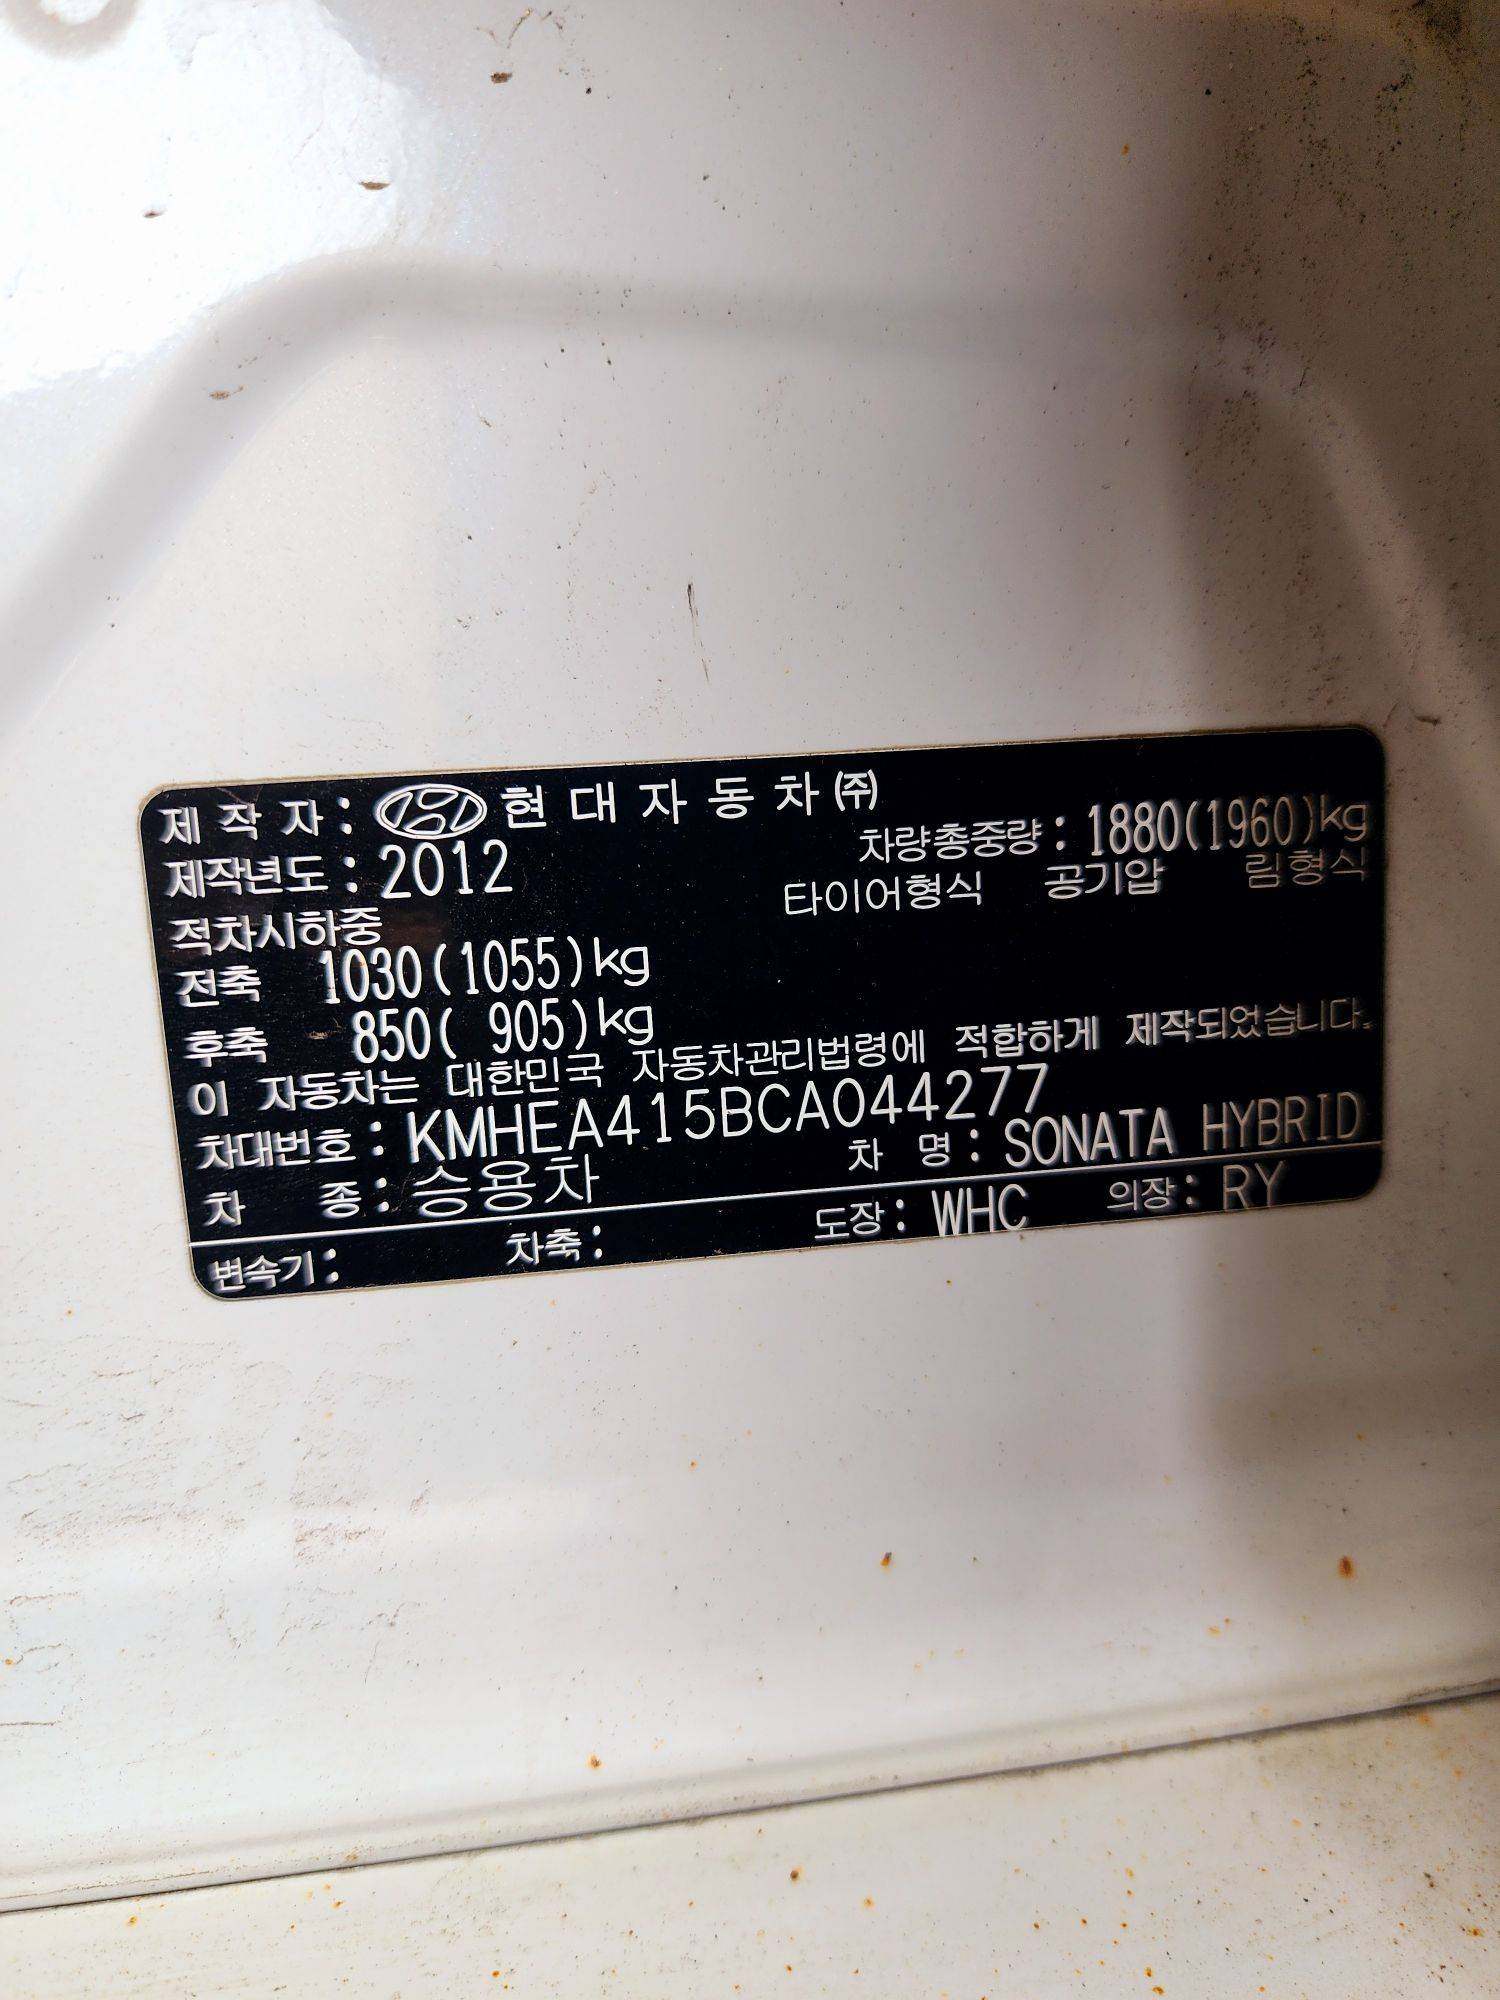 제작자: 현대자동차㈜
제작년도: 2012
차량총중량: 1880(1960)kg
적차시하중
타이어형식 공기압 림형식
전축 1030(1055)kg
후축 850( 905)kg
이 자동차는 대한민국 자동차관리법령에 적합하게 제작되었습니다.
차대번호: KMHEA415BCA044277
차 종: 승용차 차 명: SONATA HYBRID
변속기: 차축: 도장: WHC 의장: RY